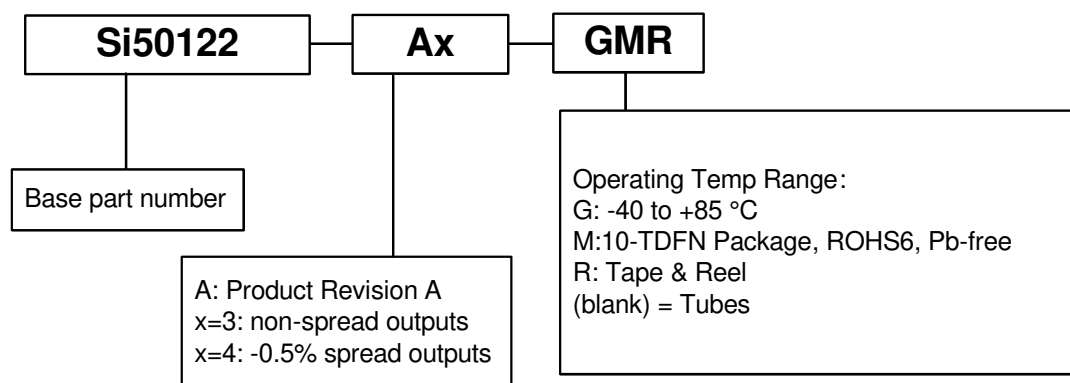 Si50122
Ax
GMR
Base part number
A: Product Revision A
x=3: non-spread outputs
x=4: -0.5% spread outputs
Operating Temp Range:
G: -40 to +85 °C
M:10-TDFN Package, ROHS6, Pb-free
R: Tape & Reel
(blank) = Tubes